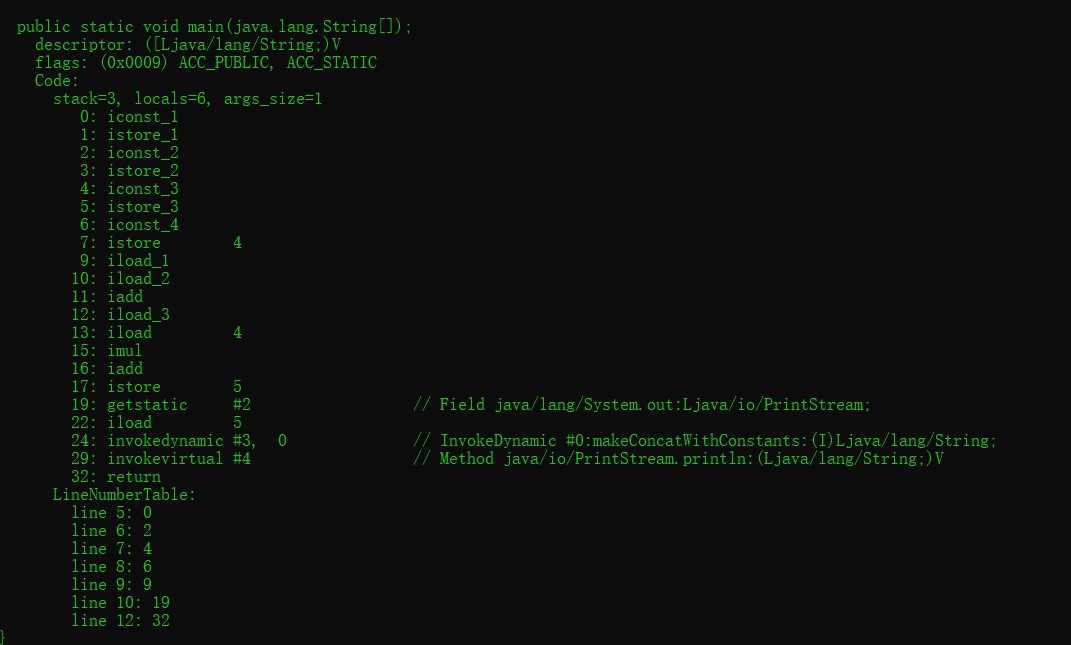 public static void main(java.lang.String[]);
descriptor: ([Ljava/lang/String;)V
flags: (0x0009) ACC_PUBLIC, ACC_STATIC
Code:
stack=3, locals=6, args_size=1
0: iconst_1
1: istore_1
2: iconst_2
3: istore_2
4: iconst_3
5: istore_3
6: iconst_4
7: istore 4
9: iload_1
10: iload_2
11: iadd
12: iload_3
13: iload 4
15: imul
16: iadd
17: istore 5
19: getstatic #2 // Field java/lang/System.out:Ljava/io/PrintStream;
22: iload 5
24: invokedynamic #3, 0 // InvokeDynamic #0:makeConcatWithConstants:(I)Ljava/lang/String;
29: invokevirtual #4 // Method java/io/PrintStream.println:(Ljava/lang/String;)V
32: return
LineNumberTable:
line 5: 0
line 6: 2
line 7: 4
line 8: 6
line 9: 9
line 10: 19
line 12: 32
}